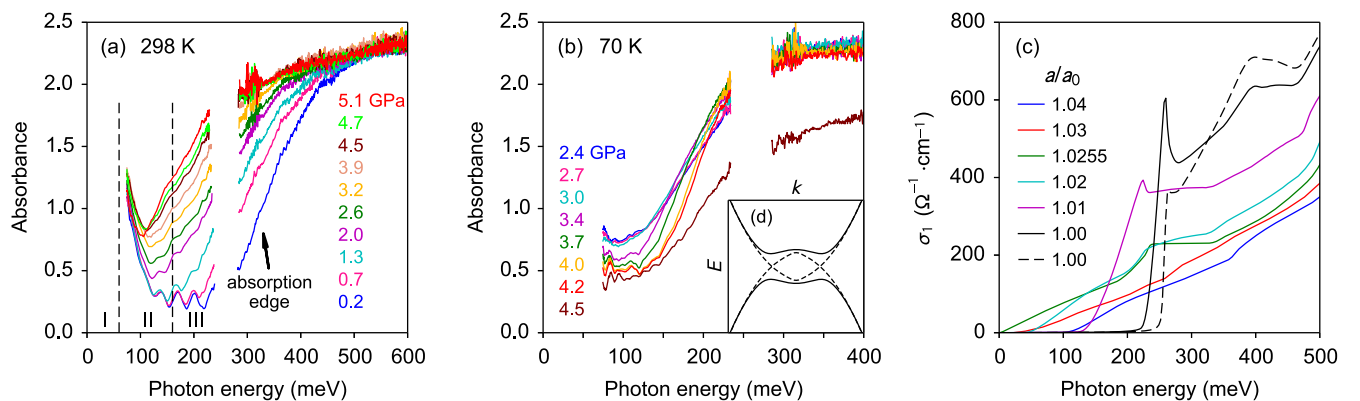 (a) 298 K
Absorbance
2.5
2.0
1.5
1.0
0.5
0.0
5.1 GPa
4.7
4.5
3.9
3.2
2.6
2.0
1.3
0.7
0.2
absorption
edge
I II III
0 100 200 300 400 500 600
Photon energy (meV)
(b) 70 K
Absorbance
2.5
2.0
1.5
1.0
0.5
0.0
2.4 GPa
2.7
3.0
3.4
3.7
4.0
4.2
4.5
k
(d)
E
0 100 200 300 400
Photon energy (meV)
(c)
σ1 (Ω−1 ·cm−1)
800
600
400
200
0
a/a0
1.04
1.03
1.0255
1.02
1.01
1.00
1.00
0 100 200 300 400 500
Photon energy (meV)